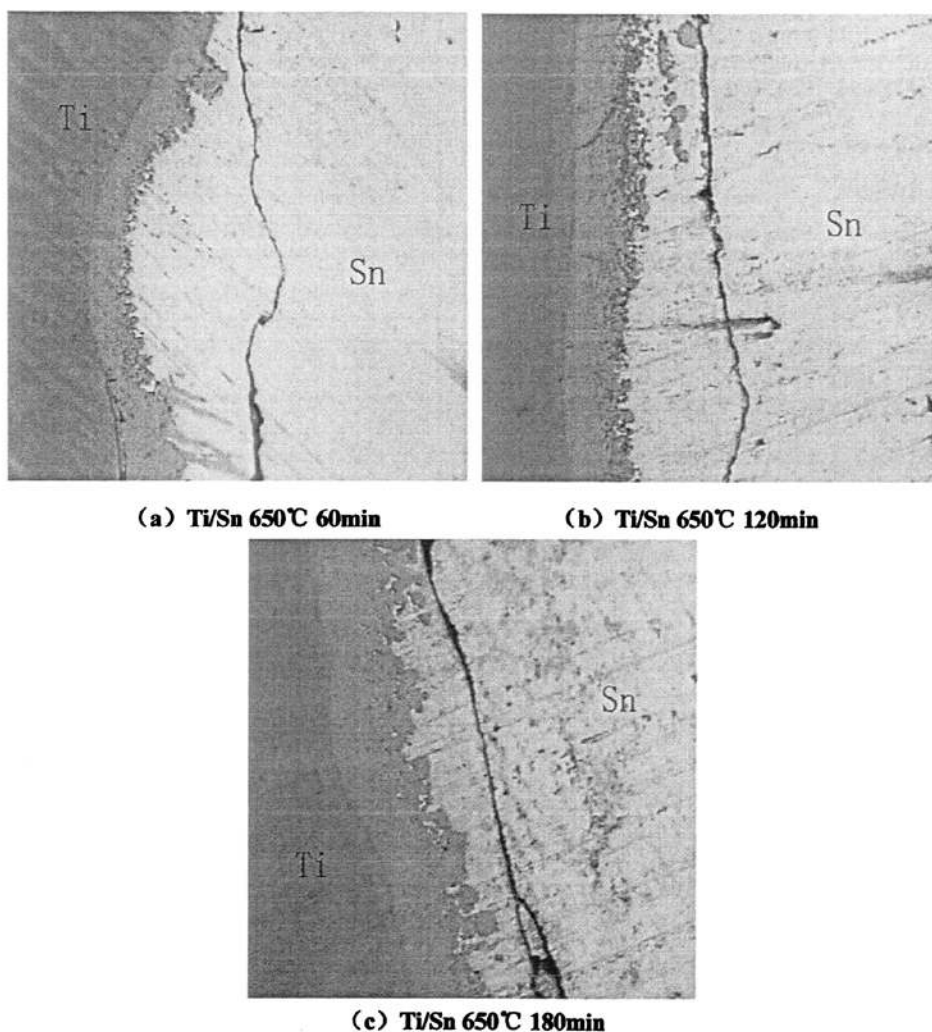 Ti
Sn
Ti
Sn
(a) Ti/Sn 650℃ 60min
(b) Ti/Sn 650℃ 120min
Sn
Ti
(c) Ti/Sn 650℃ 180min